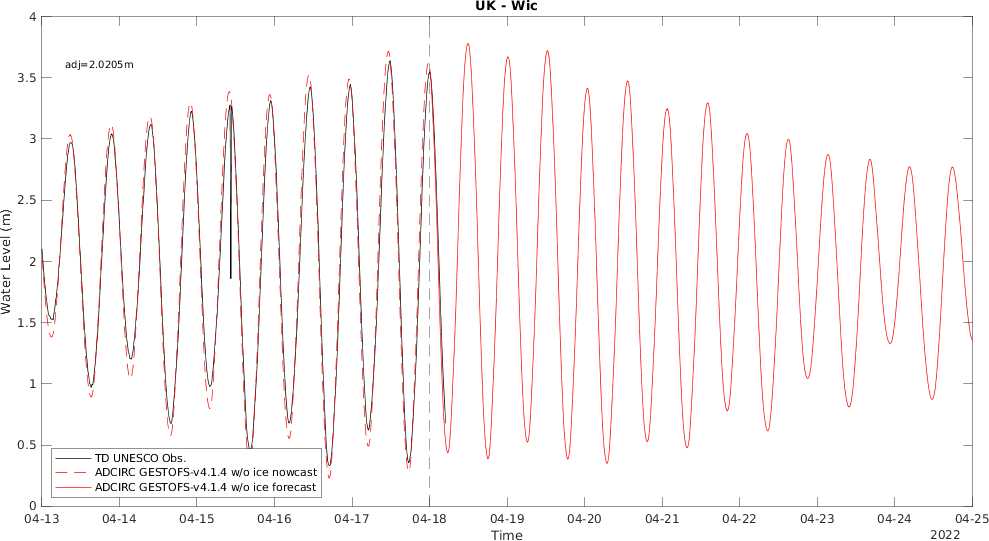 UK - Wic
4
adj=2.0205m
3.5
3
2.5
Water Level (m)
2
1.5
1
0.5
0
TD UNESCO Obs.
ADCIRC GESTOFS-v4.1.4 w/o ice nowcast
ADCIRC GESTOFS-v4.1.4 w/o ice forecast
04-13 04-14 04-15 04-16 04-17 04-18 04-19 04-20 04-21 04-22 04-23 04-24 04-25
Time
2022